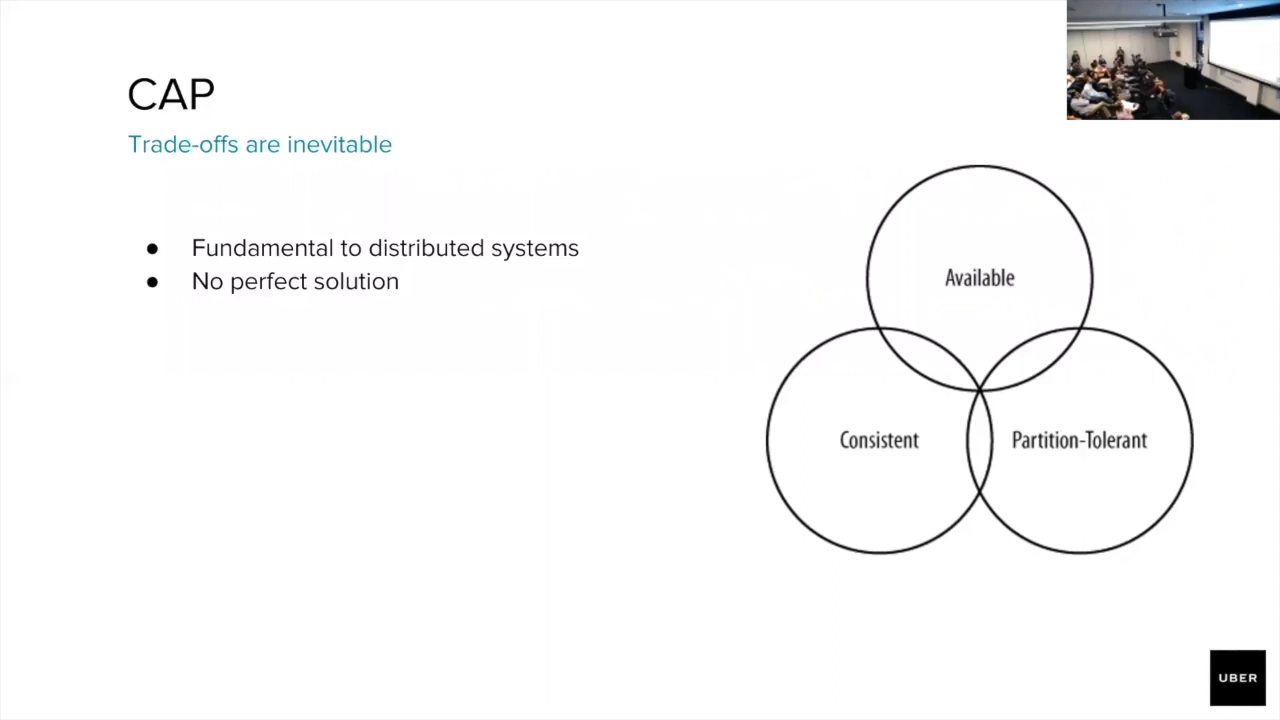 CAP
Trade-offs are inevitable
● Fundamental to distributed systems
● No perfect solution
Available
Consistent
Partition-Tolerant
UBER